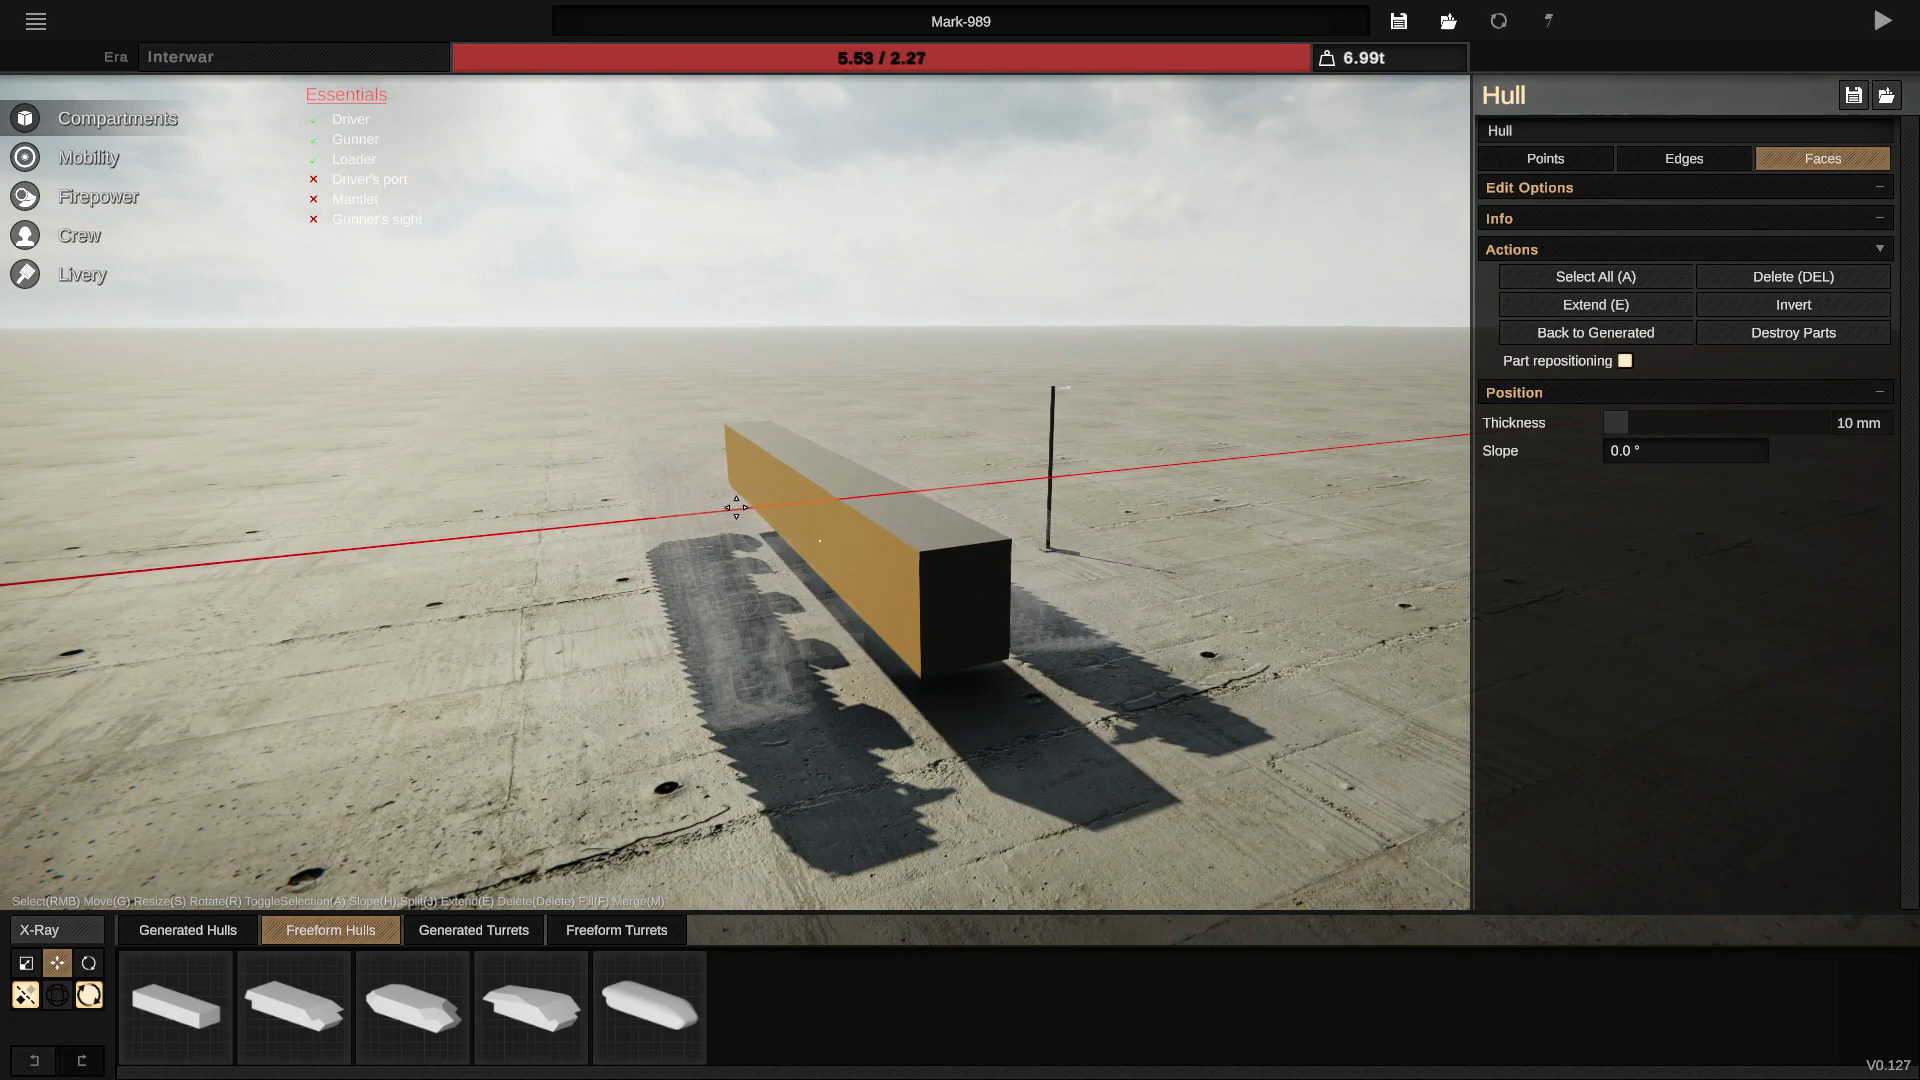 Mark-989
Era Interwar 5.53 / 2.27 6.99t
Essentials
Driver
Gunner
Loader
Driver's port
Mantlet
Gunner's sight
Compartments
Mobility
Firepower
Crew
Livery
Hull
Hull
Points Edges Faces
Edit Options
Info
Actions
Select All (A) Delete (DEL)
Extend (E) Invert
Back to Generated Destroy Parts
Part repositioning
Position
Thickness 10 mm
Slope 0.0 °
Select(RMB) Move(G) Resize(S) Rotate(R) ToggleSelection(A) Slope(H) Split(J) Extend(E) Delete(Delete) Fill(F) Merge(M)
X-Ray Generated Hulls Freeform Hulls Generated Turrets Freeform Turrets
V0.127